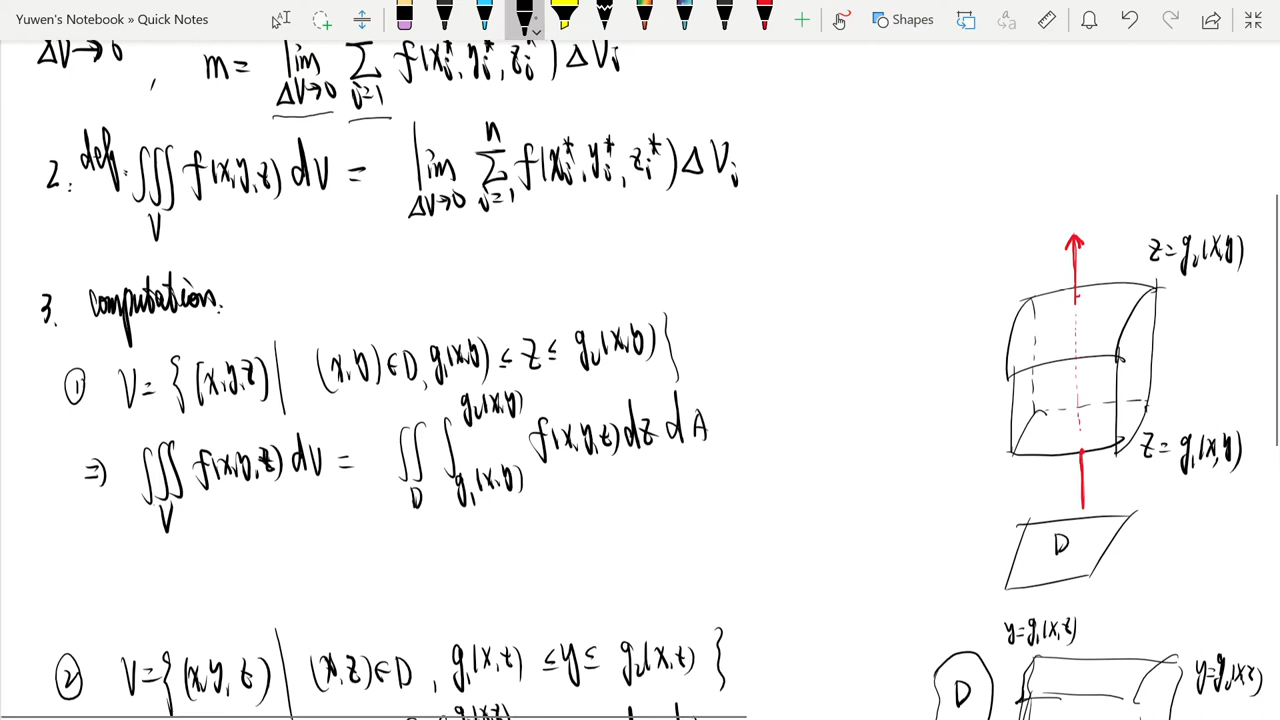 Yuwen's Notebook » Quick Notes
Shapes
ΔV→0 , m = lim ΔV→0 Σ i=1 f(xi*, yi*, zi*) ΔVi
2. def. ∭V f(x,y,z) dV = lim ΔV→0 Σ i=1 n f(xi*, yi*, zi*) ΔVi
z = g2(x,y)
3. computation.
① V = { (x,y,z) | (x,y)∈D, g1(x,y) ≤ z ≤ g2(x,y) }
⇒ ∭V f(x,y,z) dV = ∬D ∫ g1(x,y) g2(x,y) f(x,y,z) dz dA
z = g1(x,y)
D
y = g1(x,z)
② V = { (x,y,z) | (x,z)∈D, g1(x,z) ≤ y ≤ g2(x,z) }
D
y = g2(x,z)